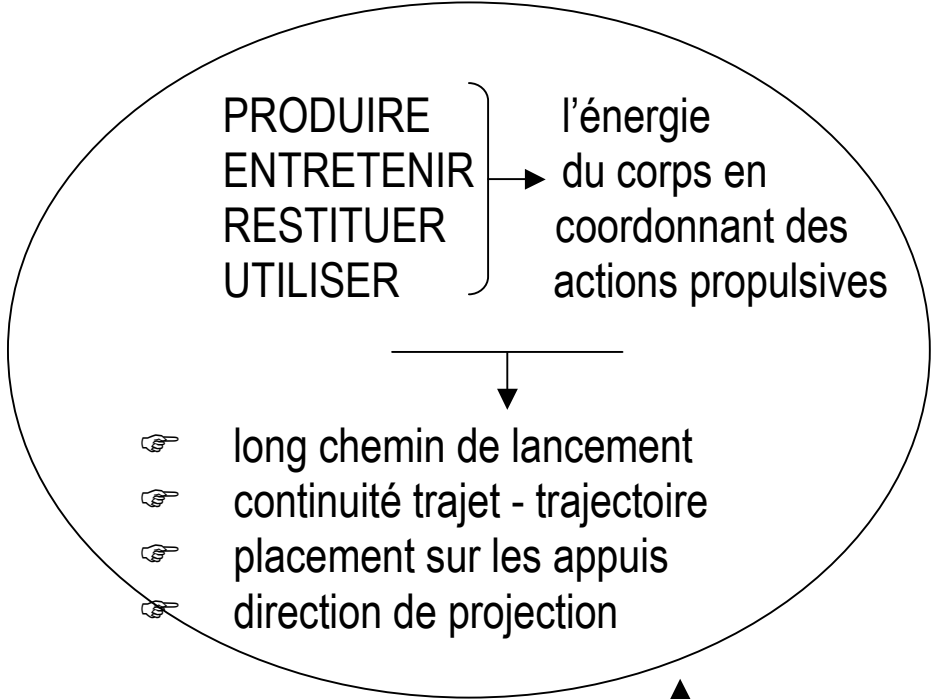 PRODUIRE l’énergie
ENTRETENIR du corps en
RESTITUER coordonnant des
UTILISER actions propulsives
☞ long chemin de lancement
☞ continuité trajet - trajectoire
☞ placement sur les appuis
☞ direction de projection